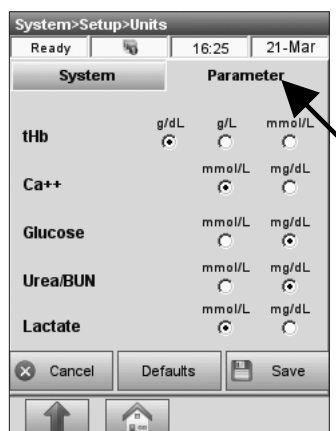 System>Setup>Units
Ready 16:25 21-Mar
System Parameter
g/dL g/L mmol/L
tHb
mmol/L mg/dL
Ca++
mmol/L mg/dL
Glucose
mmol/L mg/dL
Urea/BUN
mmol/L mg/dL
Lactate
Cancel Defaults Save